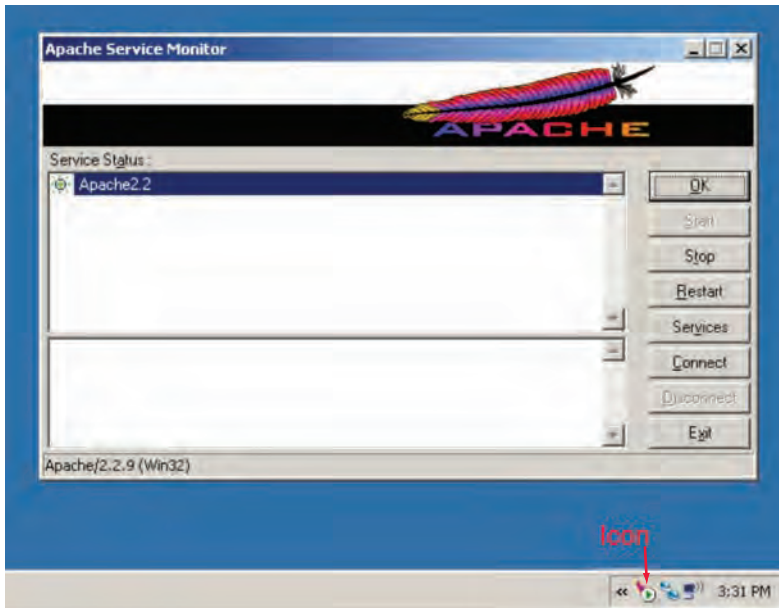 Apache Service Monitor
APACHE
Service Status :
Apache2.2
OK
Start
Stop
Restart
Services
Connect
Disconnect
Exit
Apache/2.2.9 (Win32)
Icon
« 3:31 PM